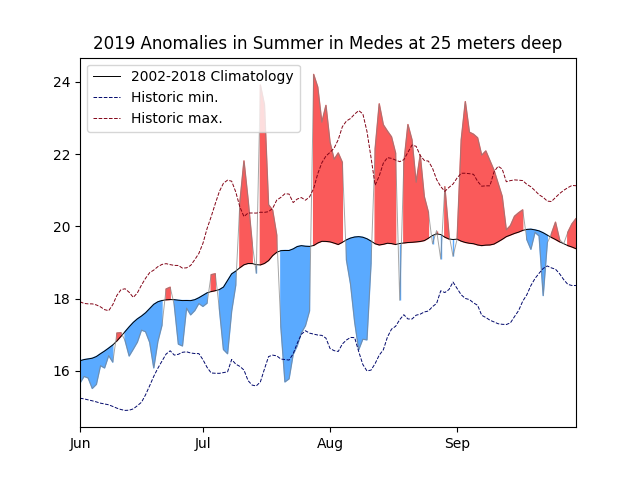 2019 Anomalies in Summer in Medes at 25 meters deep
2002-2018 Climatology
Historic min.
Historic max.
24
22
20
18
16
Jun Jul Aug Sep